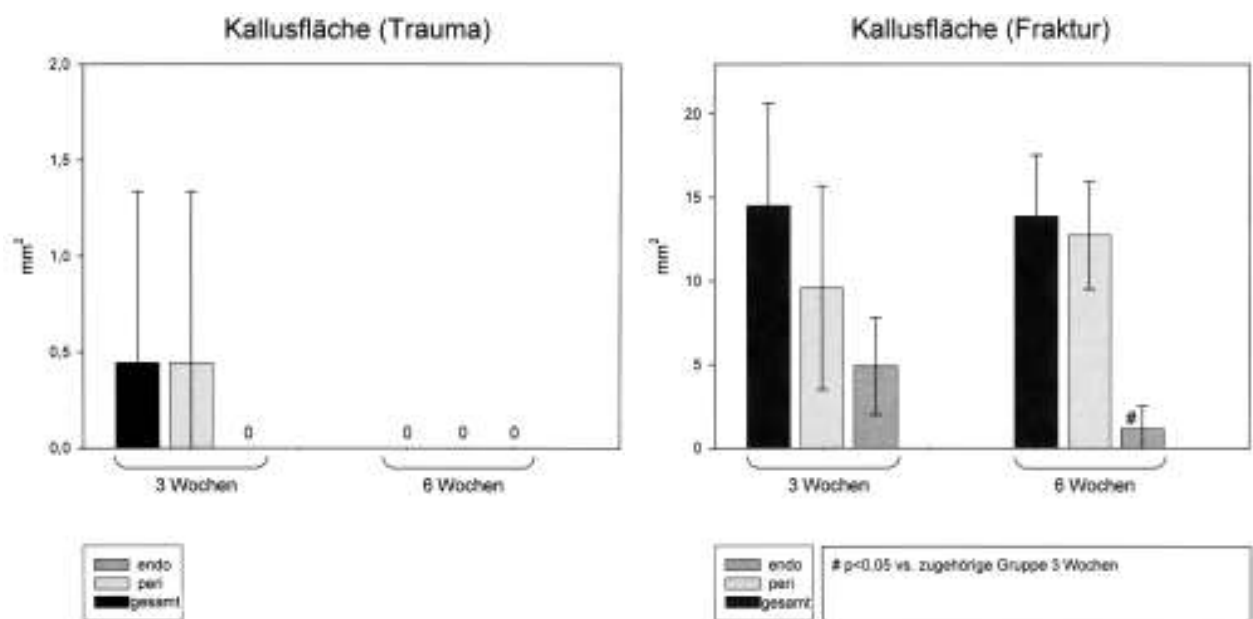 Kallusfläche (Trauma)
2,0
1,5
1,0
0,5
0,0
mm²
0
0
0
0
3 Wochen
6 Wochen
endo
peri
gesamt
Kallusfläche (Fraktur)
20
15
10
5
0
mm²
#
3 Wochen
6 Wochen
endo
peri
gesamt
# p<0,05 vs. zugehörige Gruppe 3 Wochen